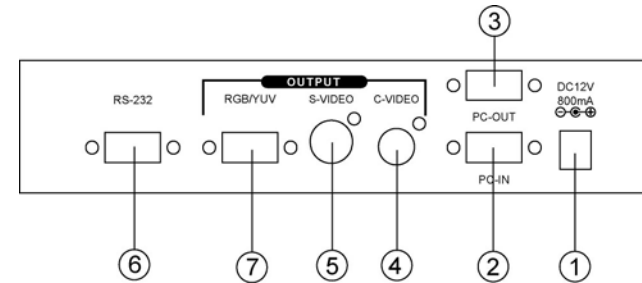 3
OUTPUT
RS-232 RGB/YUV S-VIDEO C-VIDEO
DC12V
800mA
PC-OUT
PC-IN
6 7 5 4 2 1